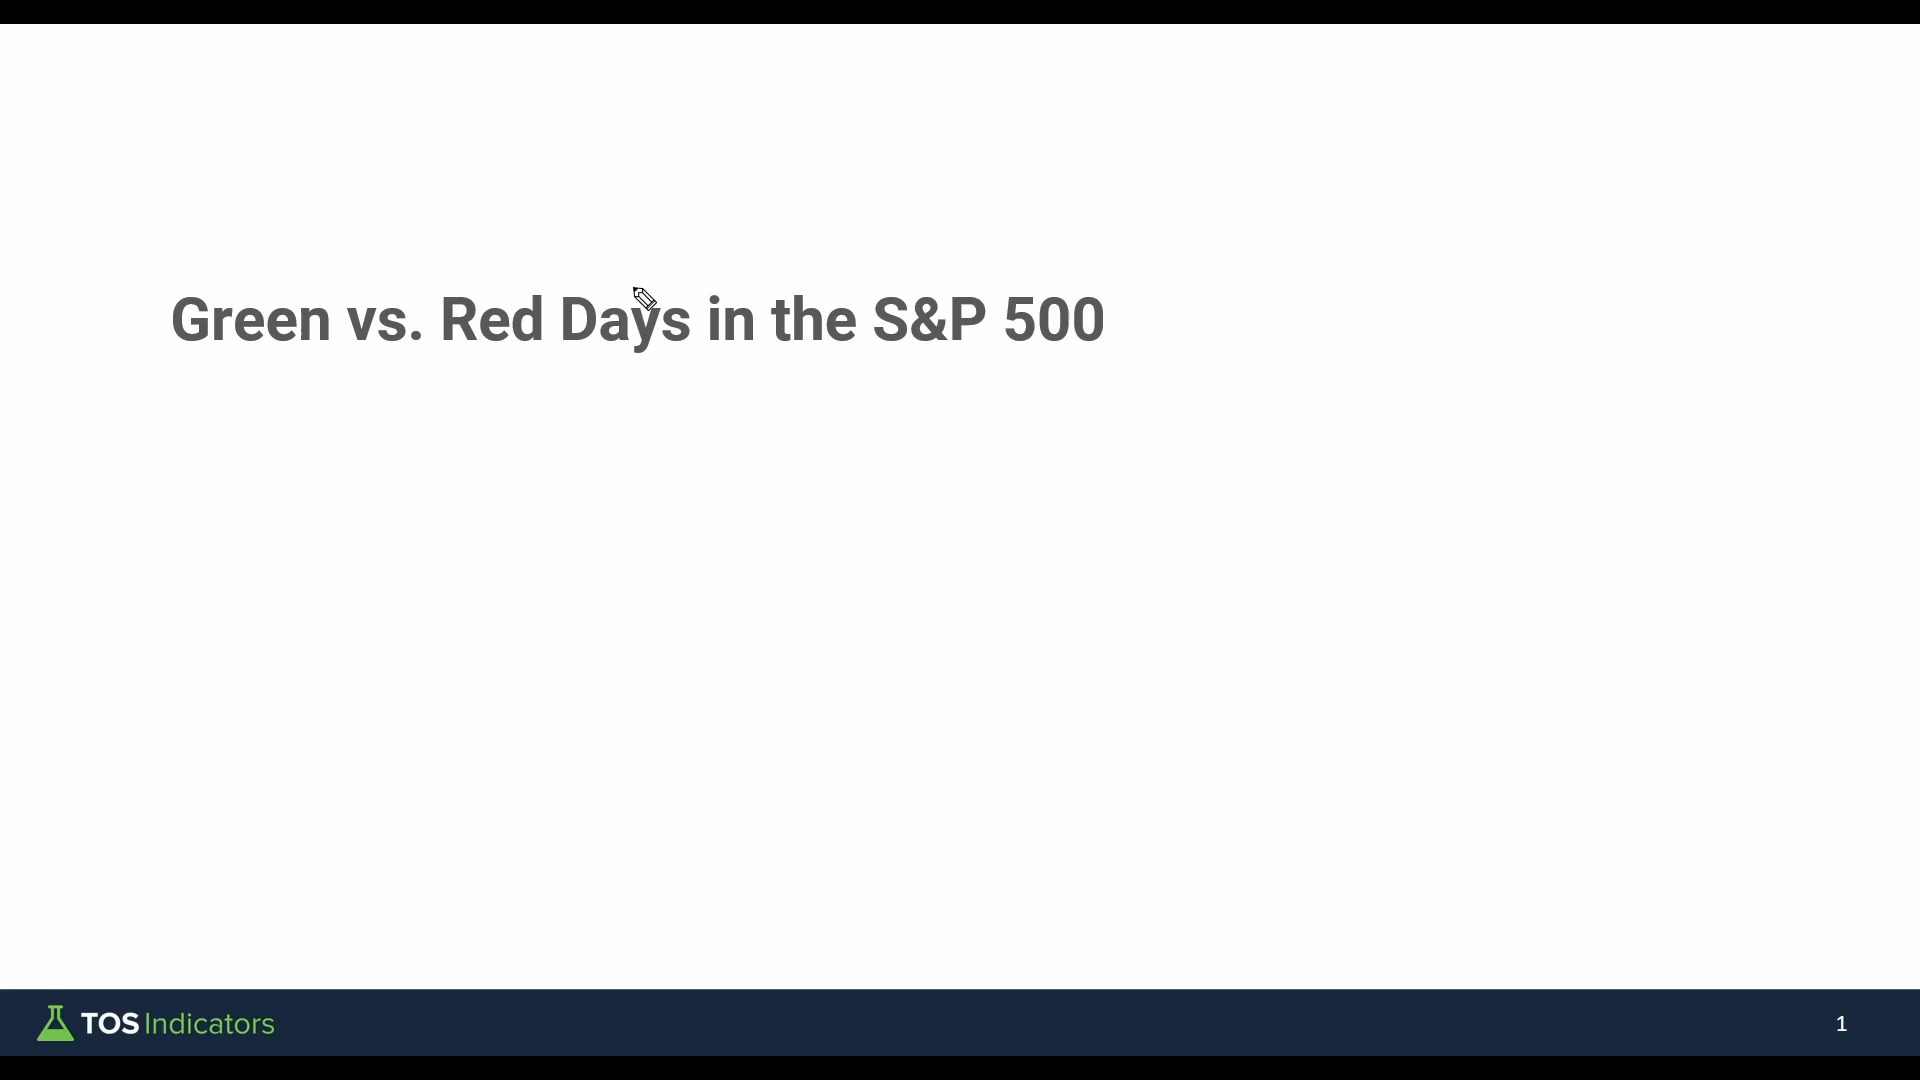 Green vs. Red Days in the S&P 500
TOS Indicators
1